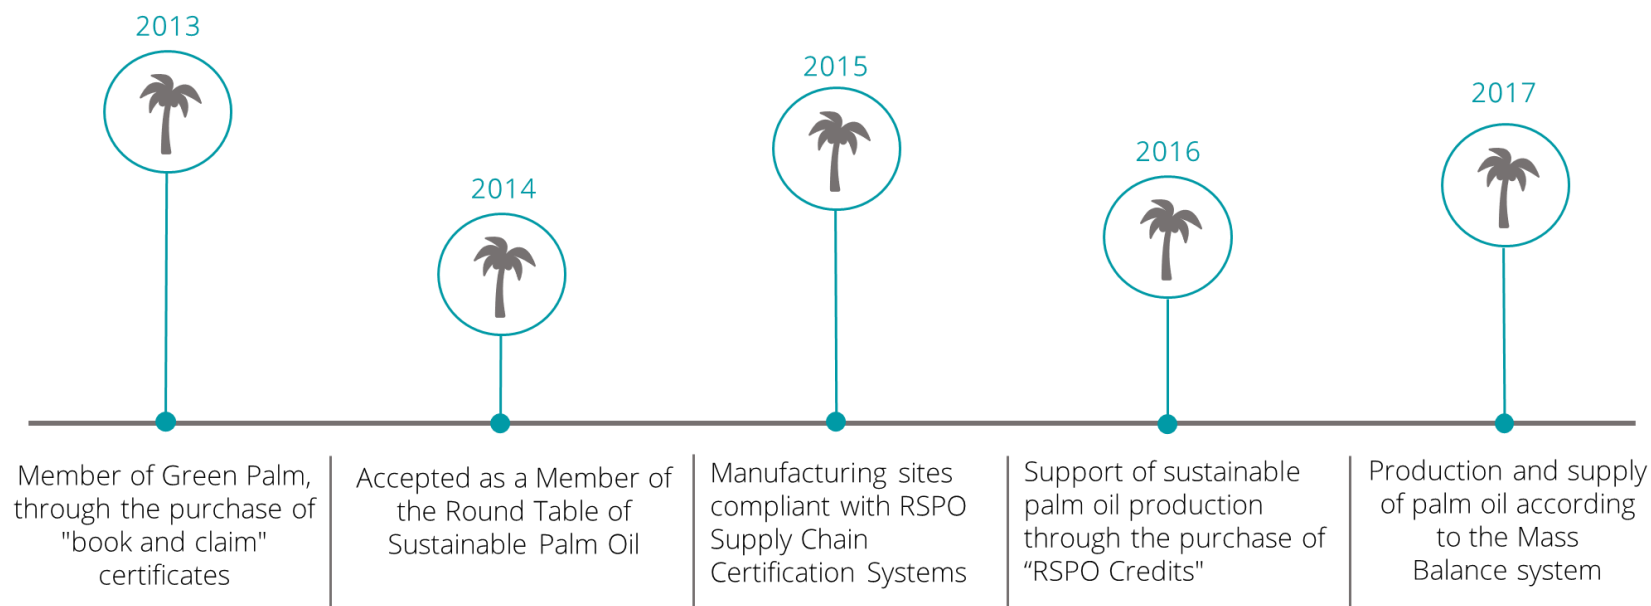 2013
Member of Green Palm,
through the purchase of
"book and claim"
certificates
2014
Accepted as a Member of
the Round Table of
Sustainable Palm Oil
2015
Manufacturing sites
compliant with RSPO
Supply Chain
Certification Systems
2016
Support of sustainable
palm oil production
through the purchase of
“RSPO Credits"
2017
Production and supply
of palm oil according
to the Mass
Balance system